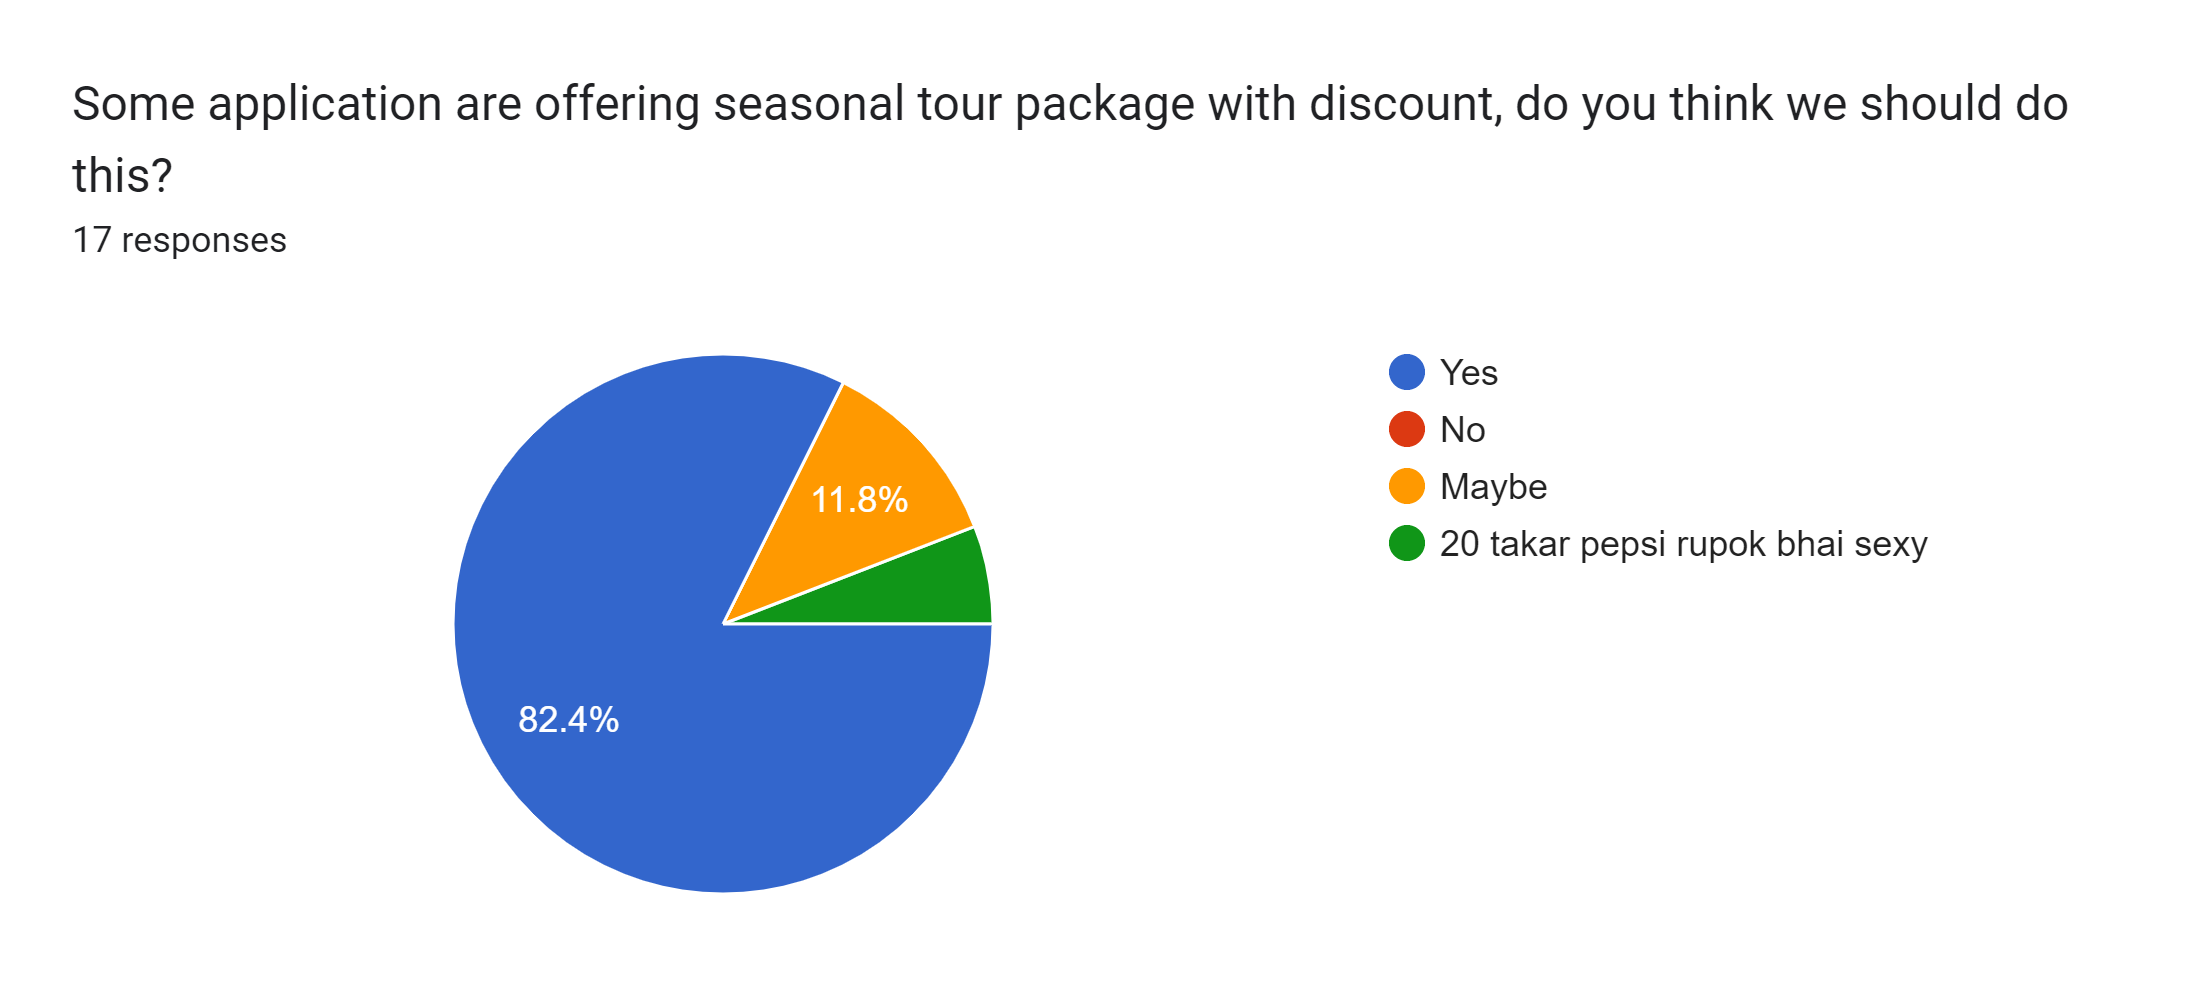 Some application are offering seasonal tour package with discount, do you think we should do
this?
17 responses
Yes
No
Maybe
20 takar pepsi rupok bhai sexy
11.8%
82.4%